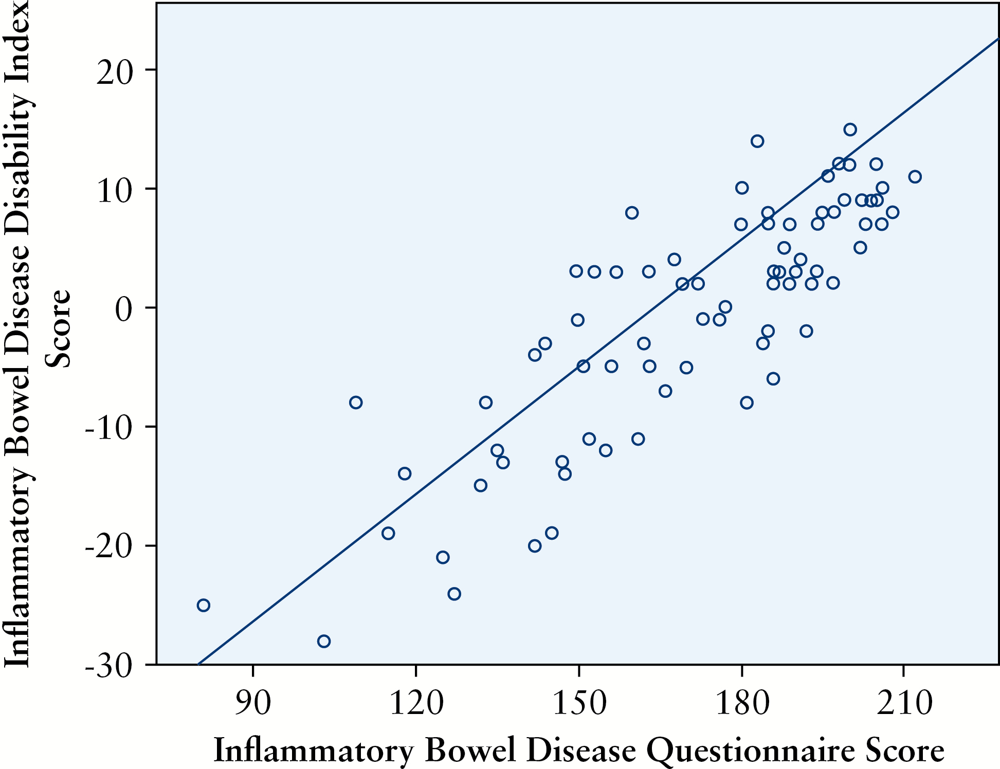 Inflammatory Bowel Disease Disability Index
Score
20
10
0
-10
-20
-30
90 120 150 180 210
Inflammatory Bowel Disease Questionnaire Score